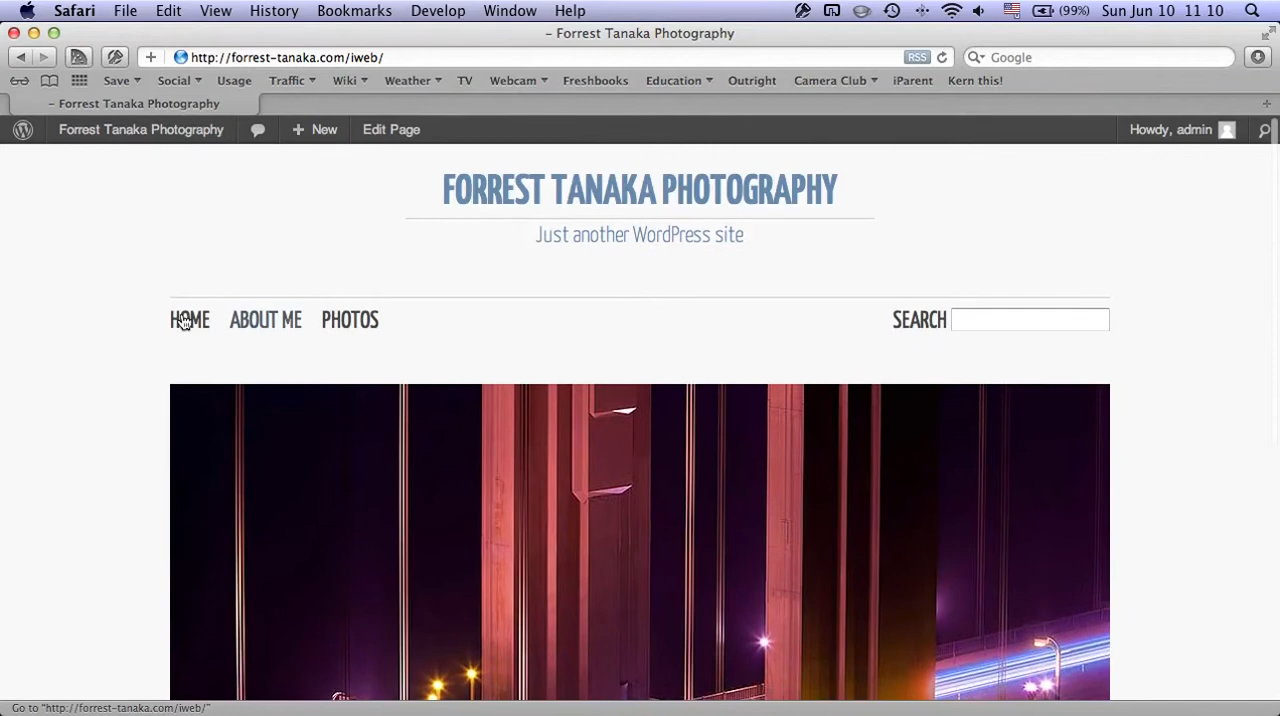 Safari File Edit View History Bookmarks Develop Window Help (99%) Sun Jun 10 11 10
– Forrest Tanaka Photography
http://forrest-tanaka.com/iweb/ RSS Google
Save Social Usage Traffic Wiki Weather TV Webcam Freshbooks Education Outright Camera Club iParent Kern this!
– Forrest Tanaka Photography
Forrest Tanaka Photography New Edit Page Howdy, admin
FORREST TANAKA PHOTOGRAPHY
Just another WordPress site
HOME ABOUT ME PHOTOS SEARCH
Go to "http://forrest-tanaka.com/iweb/"